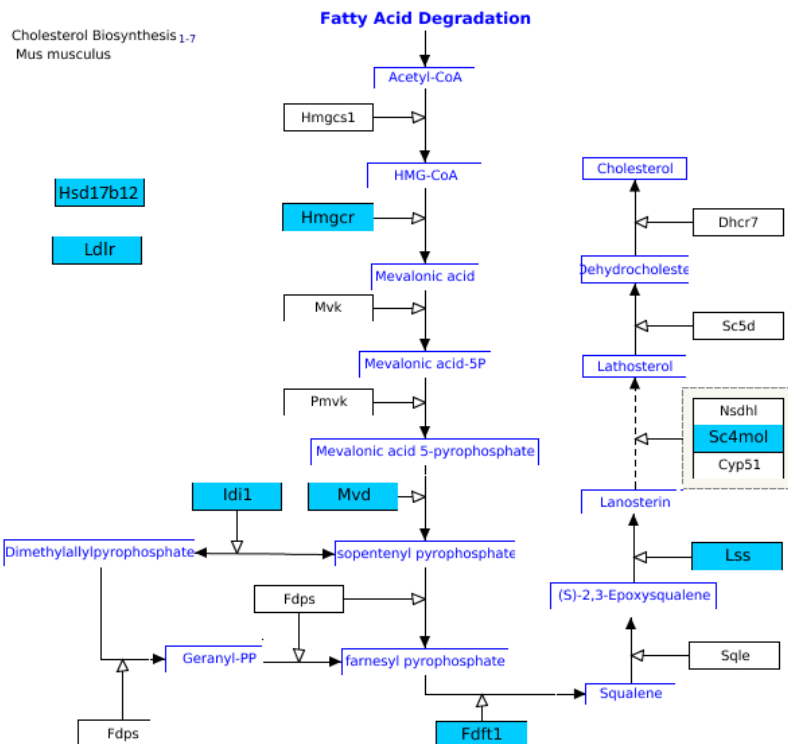 Fatty Acid Degradation
Cholesterol Biosynthesis 1-7
Mus musculus
Acetyl-CoA
Hmgcs1
HMG-CoA
Cholesterol
Hsd17b12
Hmgcr
Dhcr7
Ldlr
Mevalonic acid
Dehydrocholeste
Mvk
Sc5d
Mevalonic acid-5P
Lathosterol
Pmvk
Nsdhl
Sc4mol
Cyp51
Mevalonic acid 5-pyrophosphate
Idi1
Mvd
Lanosterin
Dimethylallylpyrophosphate
sopentenyl pyrophosphate
Lss
Fdps
(S)-2,3-Epoxysqualene
Geranyl-PP
farnesyl pyrophosphate
Sqle
Squalene
Fdps
Fdft1